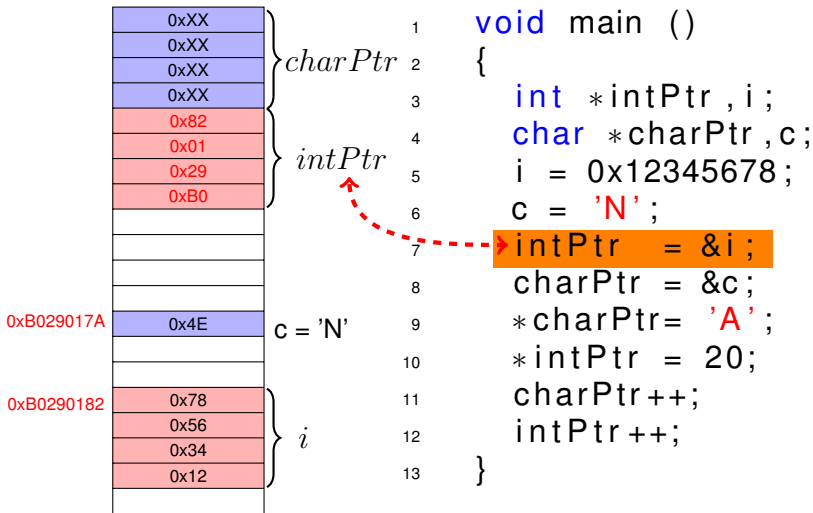 0xXX
0xXX
0xXX
0xXX
charPtr
0x82
0x01
0x29
0xB0
intPtr
0xB029017A
0x4E
c = 'N'
0xB0290182
0x78
0x56
0x34
0x12
i
1 void main ()
2 {
3 int *intPtr ,i;
4 char *charPtr ,c;
5 i = 0x12345678;
6 c = 'N';
7 intPtr = &i;
8 charPtr = &c;
9 *charPtr= 'A';
10 *intPtr = 20;
11 charPtr++;
12 intPtr++;
13 }